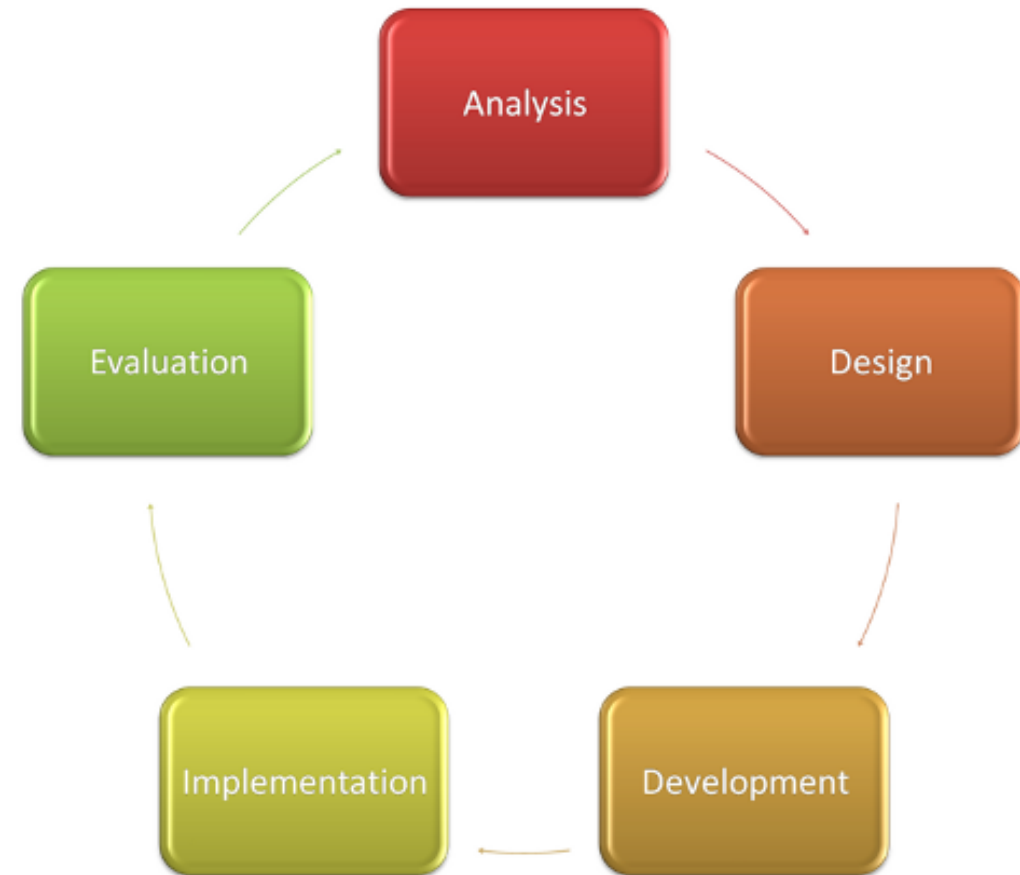 Analysis
Design
Development
Implementation
Evaluation